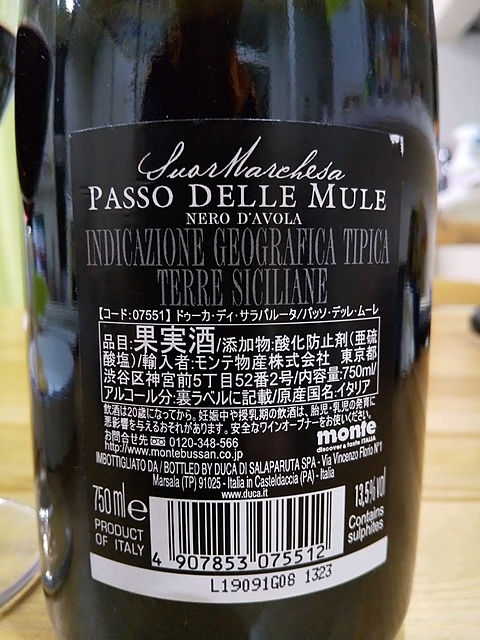 Suor Marchesa
PASSO DELLE MULE
NERO D'AVOLA
INDICAZIONE GEOGRAFICA TIPICA
TERRE SICILIANE
【コード:07551】ドゥーカ・ディ・サラパルータ/パッソ・デッレ・ムーレ
品目:果実酒/添加物:酸化防止剤(亜硫
酸塩)/輸入者:モンテ物産株式会社 東京都
渋谷区神宮前5丁目52番2号/内容量:750ml/
アルコール分:裏ラベルに記載/原産国名:イタリア
飲酒は20歳になってから。妊娠中や授乳期の飲酒は、胎児・乳児の発育に
悪影響を与えるおそれがあります。安全なワインオープナーをお使いください。
お問合せ先 0120-348-566
http://www.montebussan.co.jp
monte
discover & taste ITALIA
IMBOTTIGLIATO DA / BOTTLED BY DUCA DI SALAPARUTA SPA - Via Vincenzo Florio N°1
Marsala (TP) 91025 - Italia in Casteldaccia (PA) - Italia
www.duca.it
750 ml e
PRODUCT
OF ITALY
13,5% vol
Contains
sulphites
4 907853 075512
L19091G08 1323